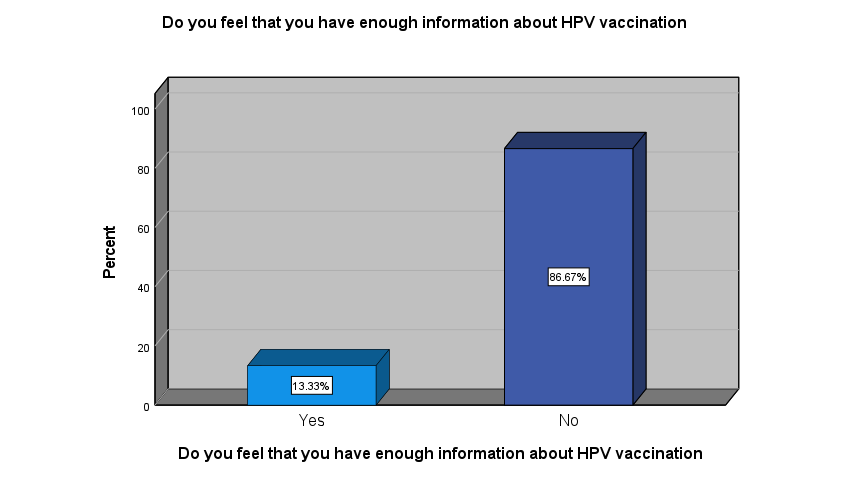 Do you feel that you have enough information about HPV vaccination
100
80
60
40
20
0
Percent
86.67%
13.33%
Yes No
Do you feel that you have enough information about HPV vaccination